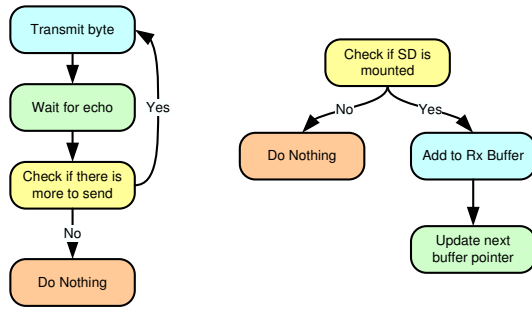 Transmit byte
Wait for echo
Yes
Check if there is
more to send
No
Do Nothing
Check if SD is
mounted
No
Yes
Do Nothing
Add to Rx Buffer
Update next
buffer pointer